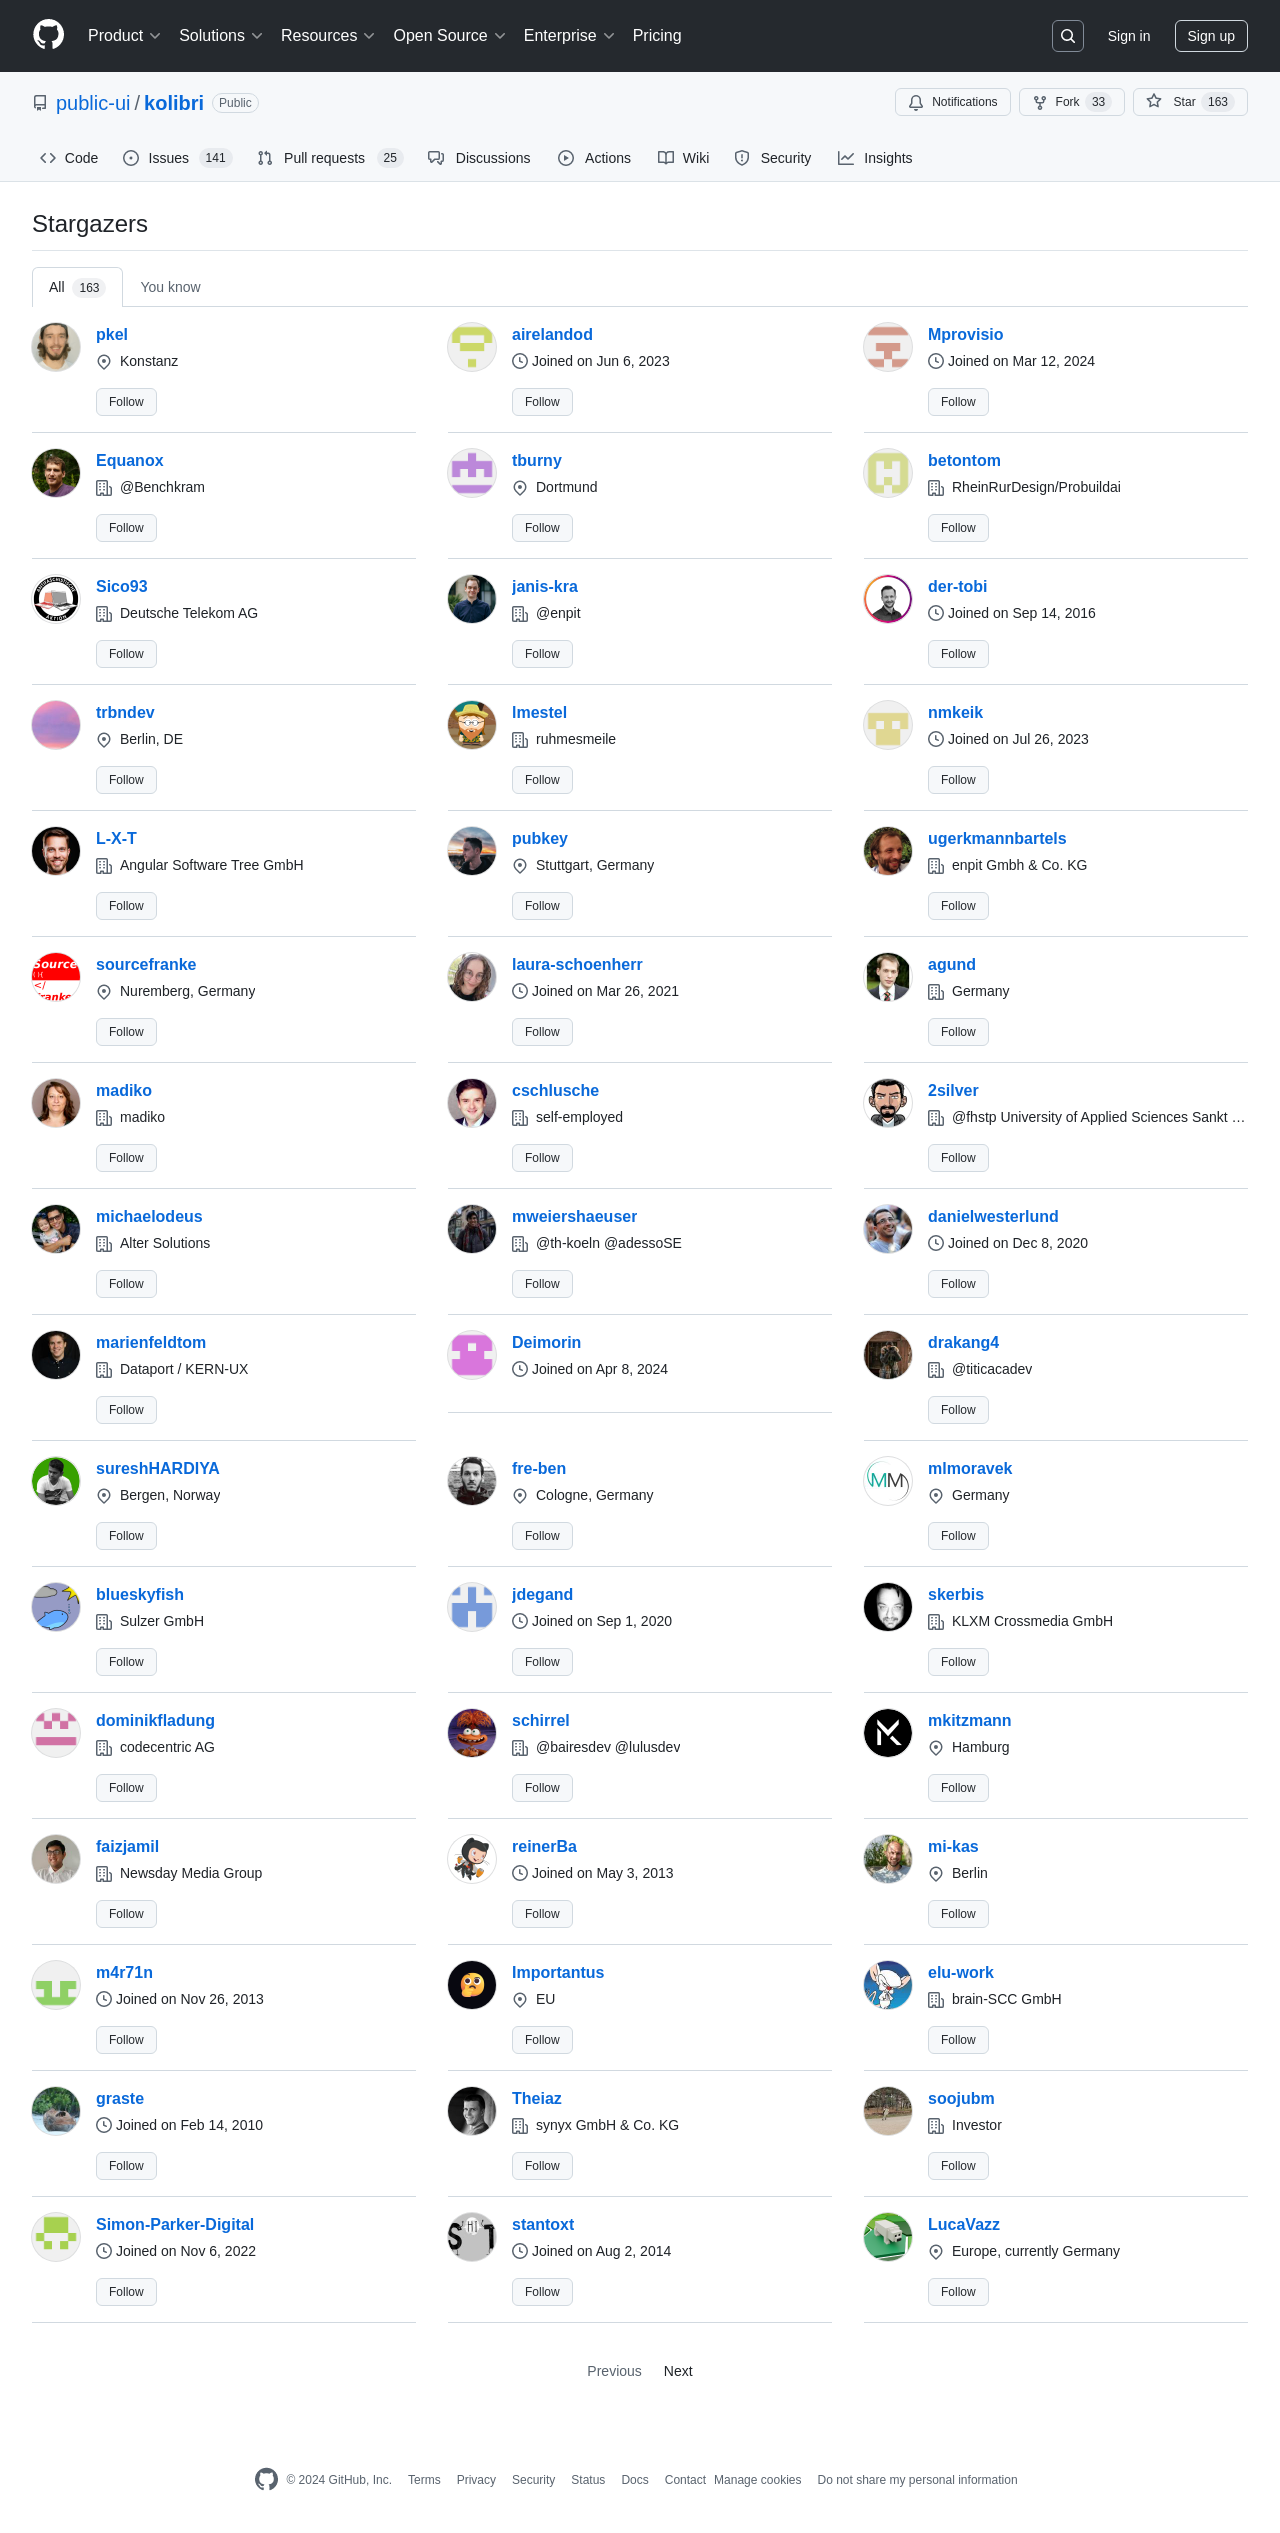 Product Solutions Resources Open Source Enterprise Pricing Sign in Sign up
public-ui / kolibri Public Notifications Fork 33 Star 163
Code Issues 141 Pull requests 25 Discussions Actions Wiki Security Insights
Stargazers
All 163 You know
pkel airelandod Mprovisio
Konstanz Joined on Jun 6, 2023 Joined on Mar 12, 2024
Follow Follow Follow
Equanox tburny betontom
@Benchkram Dortmund RheinRurDesign/Probuildai
Follow Follow Follow
Sico93 janis-kra der-tobi
Deutsche Telekom AG @enpit Joined on Sep 14, 2016
Follow Follow Follow
trbndev lmestel nmkeik
Berlin, DE ruhmesmeile Joined on Jul 26, 2023
Follow Follow Follow
L-X-T pubkey ugerkmannbartels
Angular Software Tree GmbH Stuttgart, Germany enpit Gmbh & Co. KG
Follow Follow Follow
sourcefranke laura-schoenherr agund
Nuremberg, Germany Joined on Mar 26, 2021 Germany
Follow Follow Follow
madiko cschlusche 2silver
madiko self-employed @fhstp University of Applied Sciences Sankt …
Follow Follow Follow
michaelodeus mweiershaeuser danielwesterlund
Alter Solutions @th-koeln @adessoSE Joined on Dec 8, 2020
Follow Follow Follow
marienfeldtom Deimorin drakang4
Dataport / KERN-UX Joined on Apr 8, 2024 @titicacadev
Follow Follow
sureshHARDIYA fre-ben mlmoravek
Bergen, Norway Cologne, Germany Germany
Follow Follow Follow
blueskyfish jdegand skerbis
Sulzer GmbH Joined on Sep 1, 2020 KLXM Crossmedia GmbH
Follow Follow Follow
dominikfladung schirrel mkitzmann
codecentric AG @bairesdev @lulusdev Hamburg
Follow Follow Follow
faizjamil reinerBa mi-kas
Newsday Media Group Joined on May 3, 2013 Berlin
Follow Follow Follow
m4r71n Importantus elu-work
Joined on Nov 26, 2013 EU brain-SCC GmbH
Follow Follow Follow
graste Theiaz soojubm
Joined on Feb 14, 2010 synyx GmbH & Co. KG Investor
Follow Follow Follow
Simon-Parker-Digital stantoxt LucaVazz
Joined on Nov 6, 2022 Joined on Aug 2, 2014 Europe, currently Germany
Follow Follow Follow
Previous Next
© 2024 GitHub, Inc. Terms Privacy Security Status Docs Contact Manage cookies Do not share my personal information